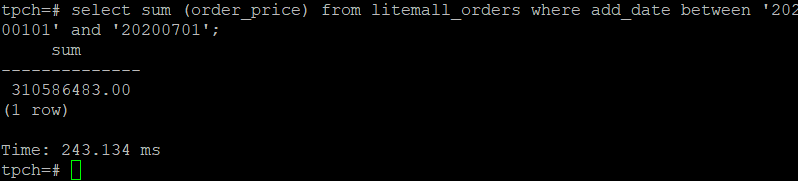 tpch=# select sum (order_price) from litemall_orders where add_date between '202
00101' and '20200701';
     sum
--------------
 310586483.00
(1 row)

Time: 243.134 ms
tpch=#